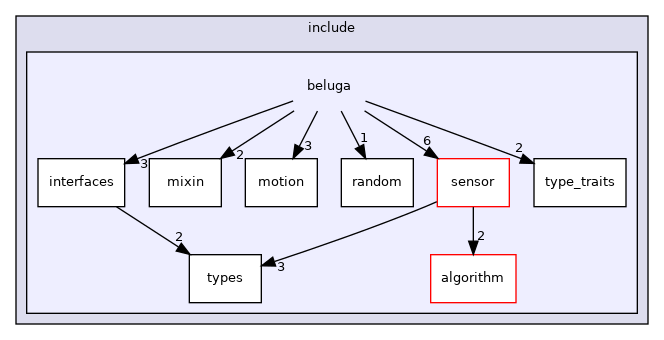 include
beluga
3
2
3
1
6
2
interfaces
mixin
motion
random
sensor
type_traits
2
3
2
types
algorithm